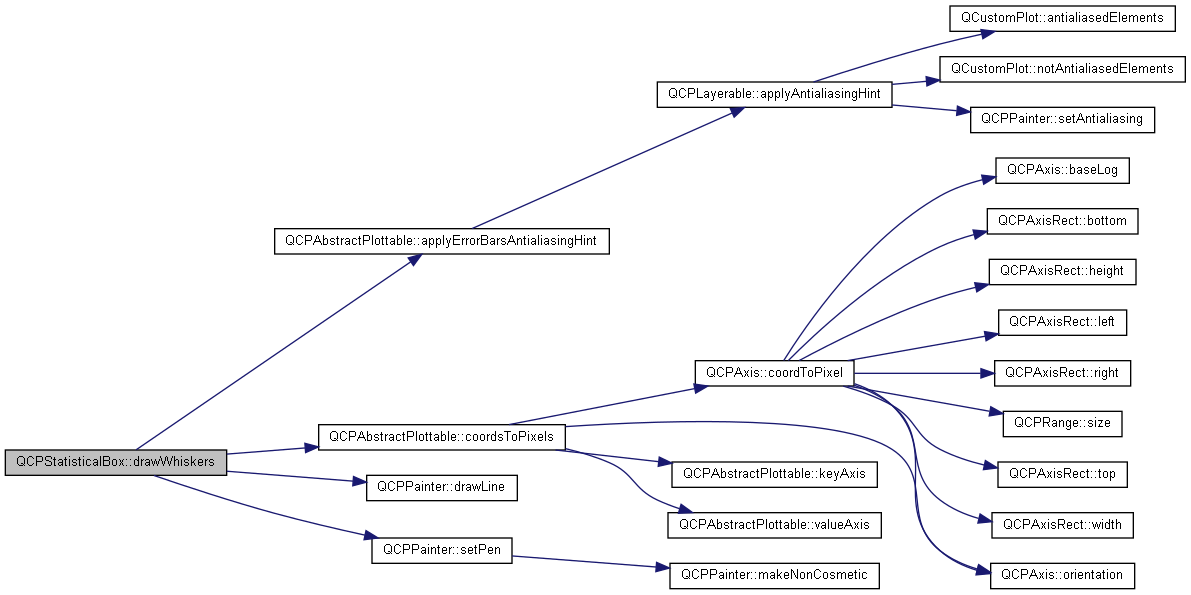 QCustomPlot::antialiasedElements
QCustomPlot::notAntialiasedElements
QCPLayerable::applyAntialiasingHint
QCPPainter::setAntialiasing
QCPAxis::baseLog
QCPAxisRect::bottom
QCPAbstractPlottable::applyErrorBarsAntialiasingHint
QCPAxisRect::height
QCPAxisRect::left
QCPAxis::coordToPixel
QCPAxisRect::right
QCPRange::size
QCPAbstractPlottable::coordsToPixels
QCPStatisticalBox::drawWhiskers
QCPAbstractPlottable::keyAxis
QCPAxisRect::top
QCPPainter::drawLine
QCPAbstractPlottable::valueAxis
QCPAxisRect::width
QCPPainter::setPen
QCPPainter::makeNonCosmetic
QCPAxis::orientation